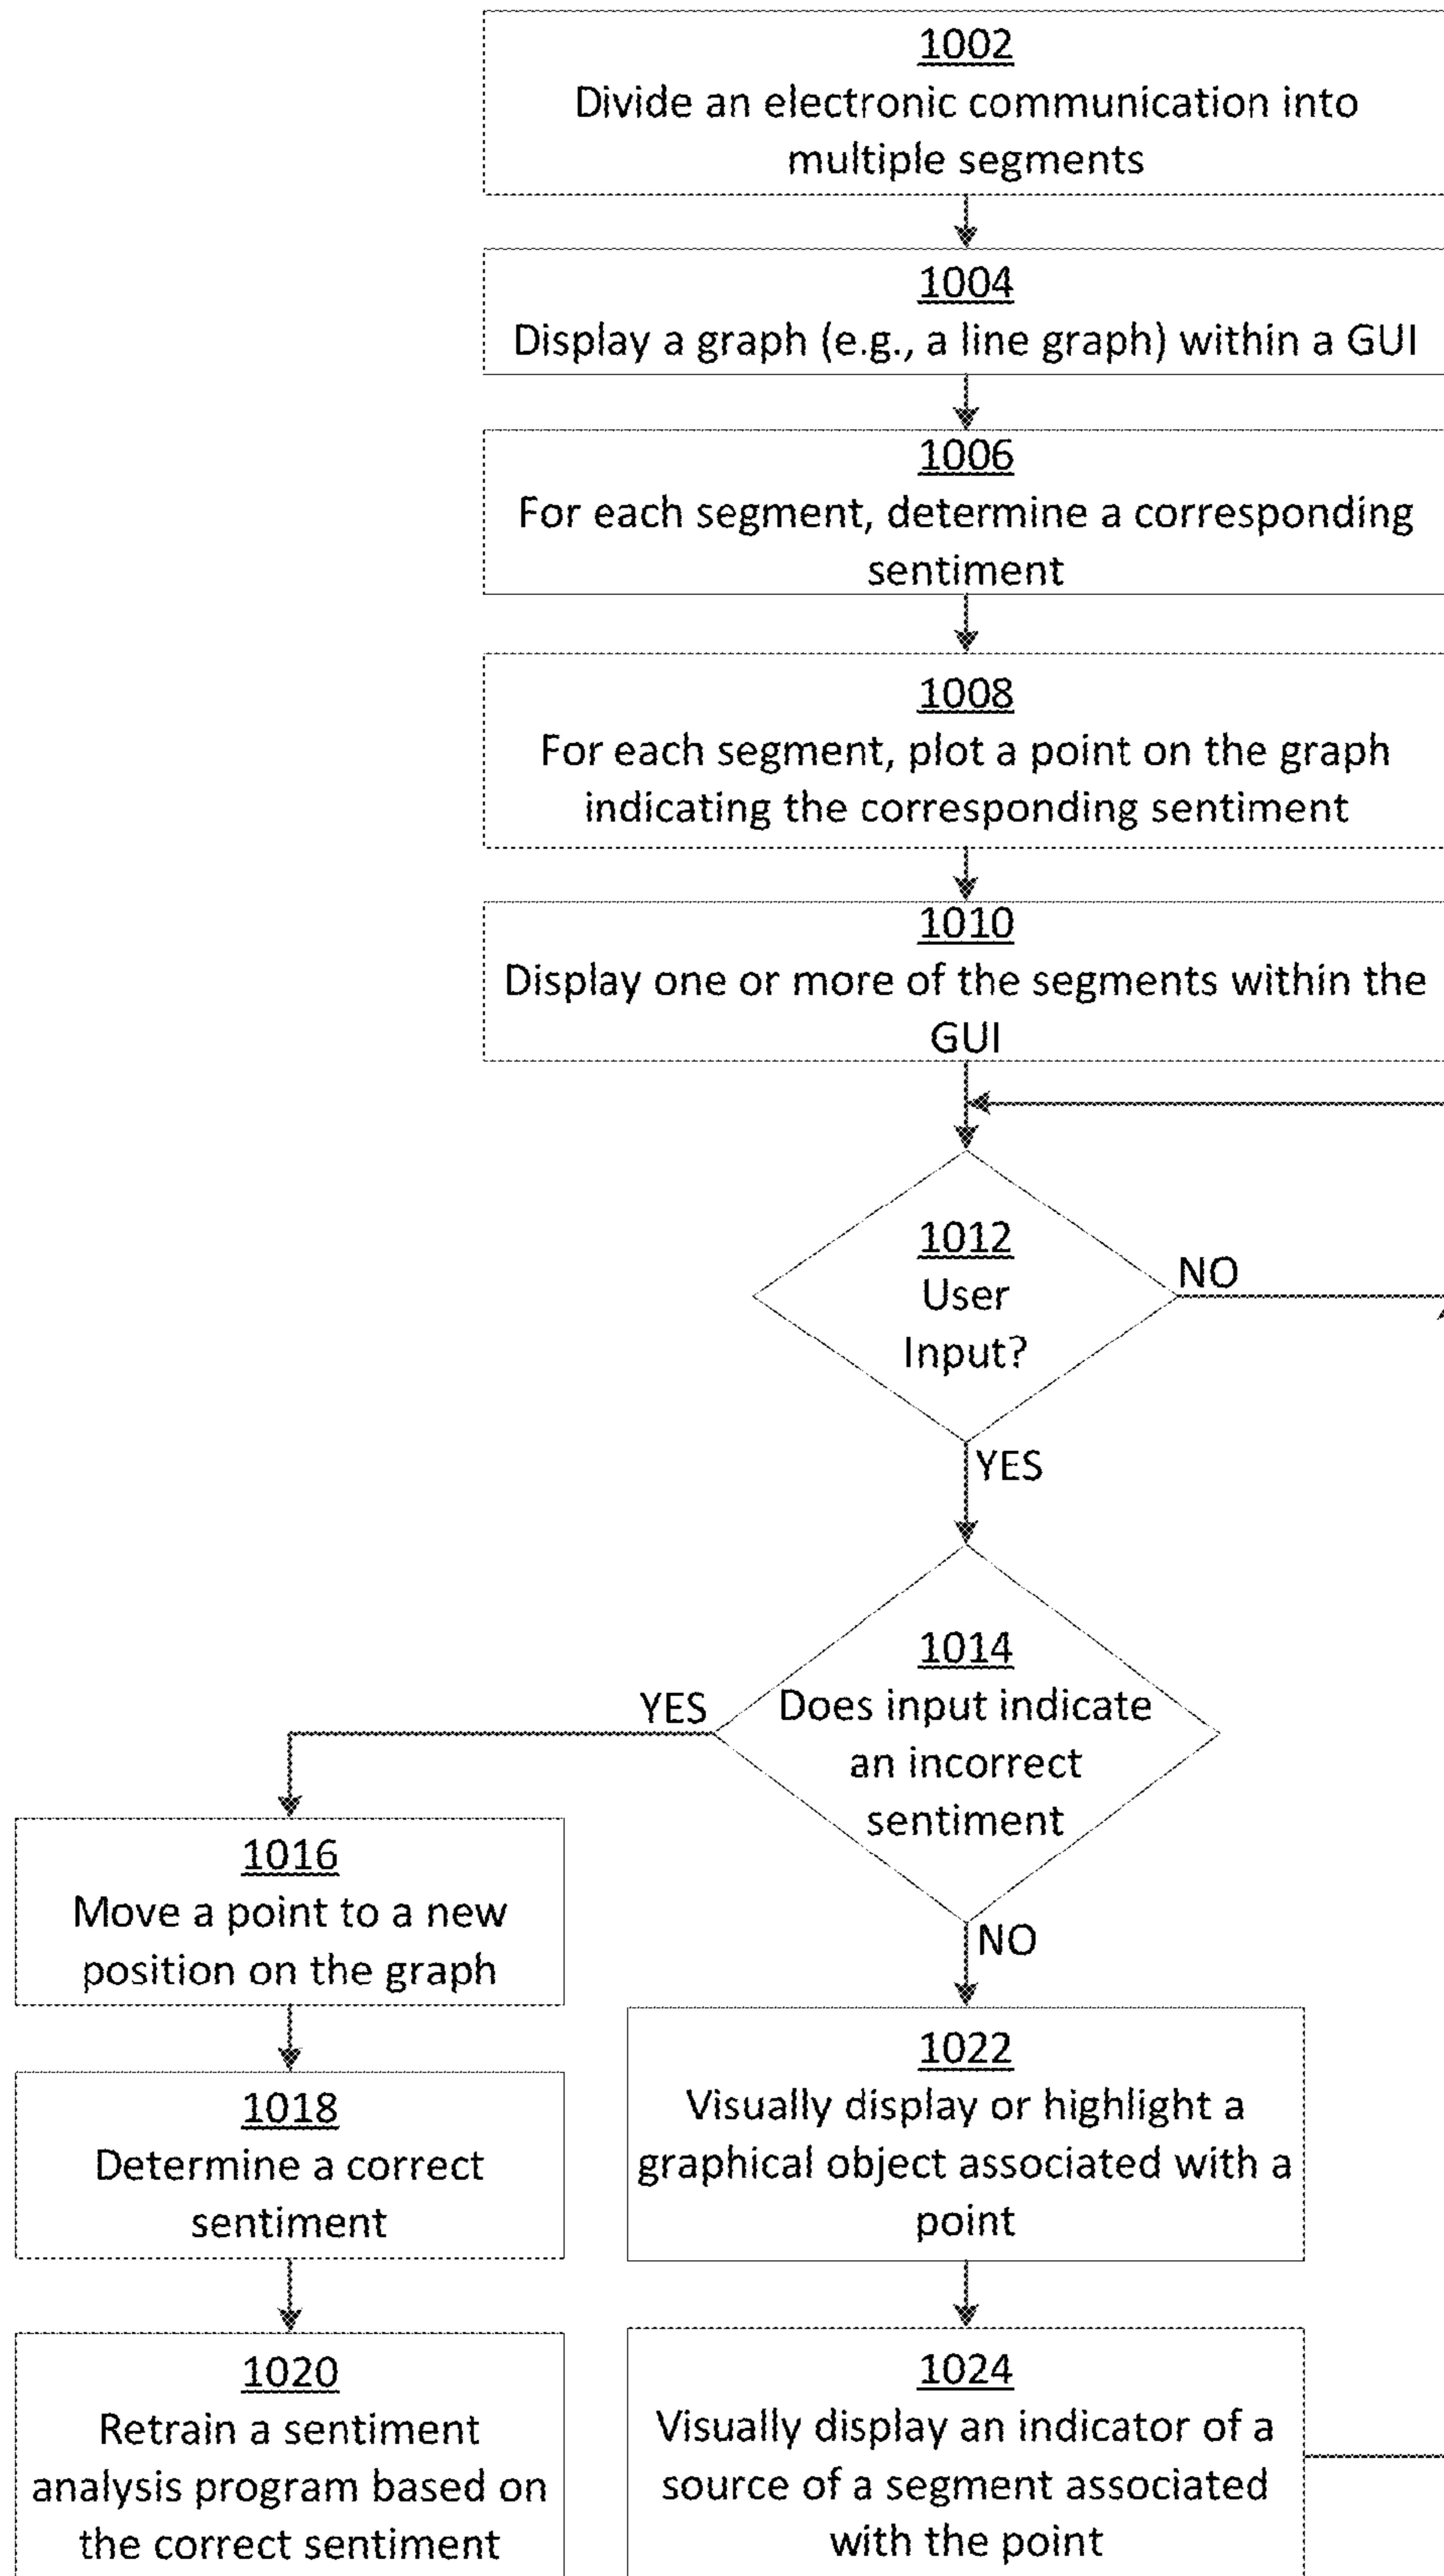 1002
Divide an electronic communication into
multiple segments
1004
Display a graph (e.g., a line graph) within a GUI
1006
For each segment, determine a corresponding
sentiment
1008
For each segment, plot a point on the graph
indicating the corresponding sentiment
1010
Display one or more of the segments within the
GUI
1012
User
Input?
NO
YES
1014
Does input indicate
an incorrect
sentiment
YES
NO
1016
Move a point to a new
position on the graph
1018
Determine a correct
sentiment
1020
Retrain a sentiment
analysis program based on
the correct sentiment
1022
Visually display or highlight a
graphical object associated with a
point
1024
Visually display an indicator of a
source of a segment associated
with the point